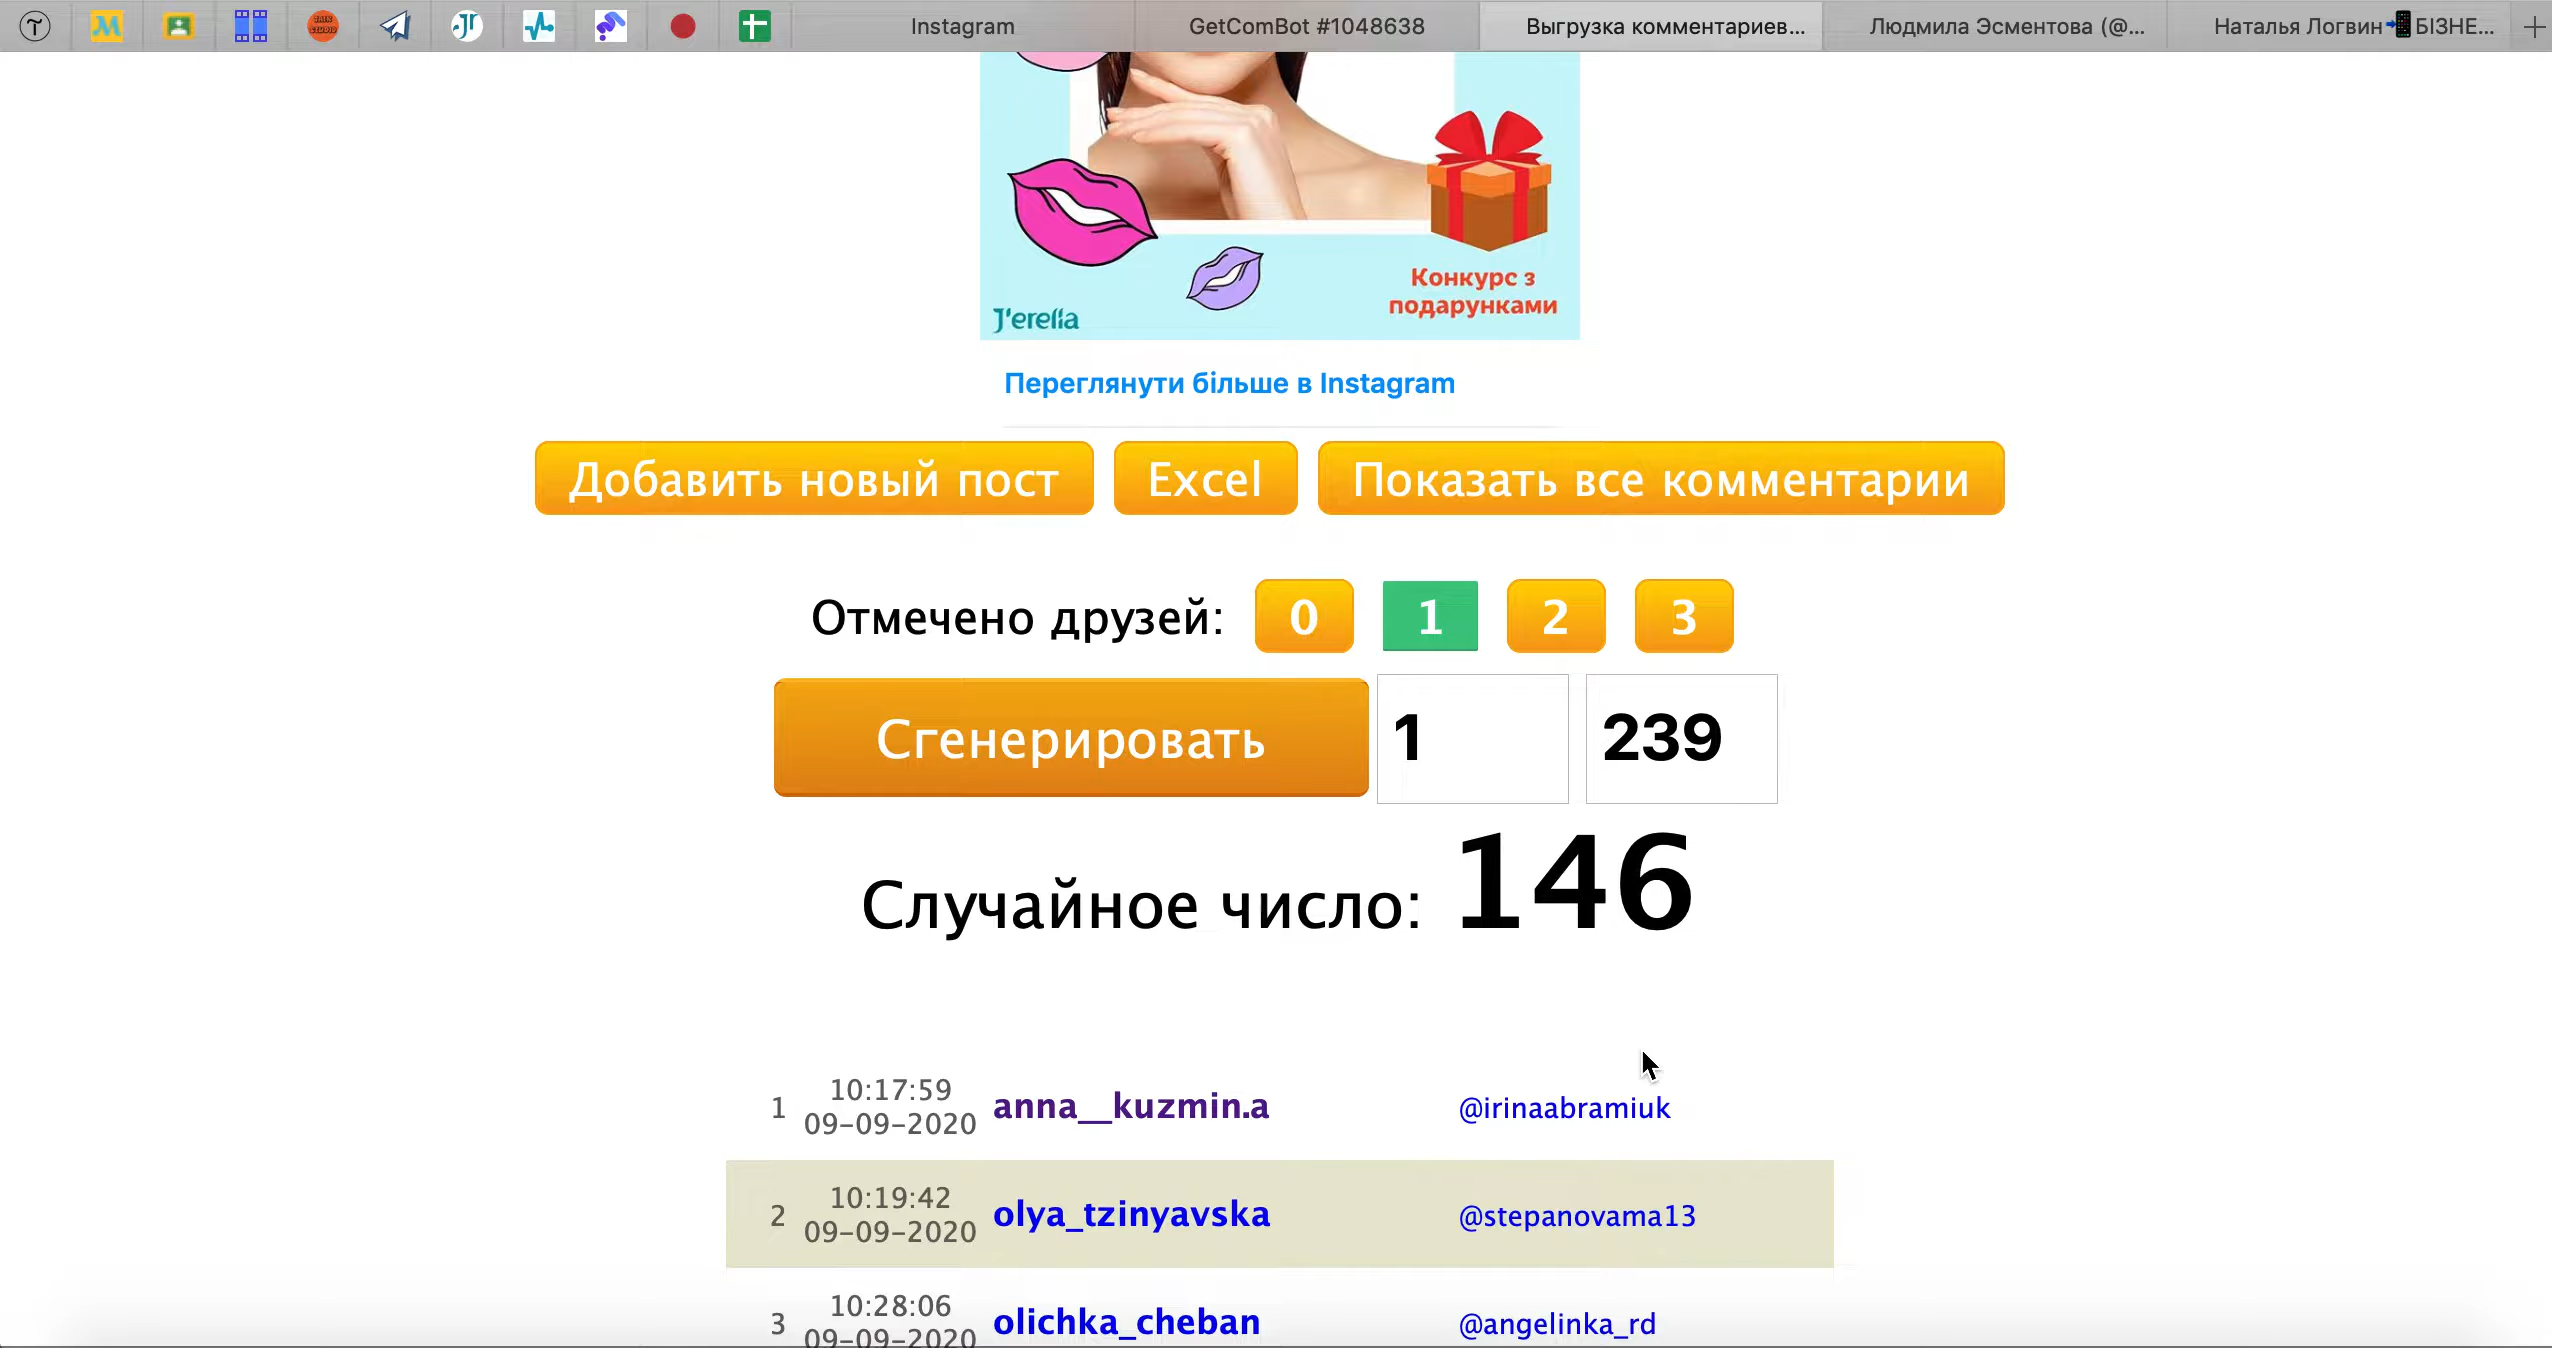 Instagram
GetComBot #1048638
Выгрузка комментариев...
Людмила Эсментова (@...
Наталья Логвин БІЗНЕ...
Конкурс з
подарунками
J'erelia
Переглянути більше в Instagram
Добавить новый пост
Excel
Показать все комментарии
Отмечено друзей: 0 1 2 3
Сгенерировать 1 239
Случайное число: 146
1 10:17:59 09-09-2020 anna__kuzmin.a @irinaabramiuk
2 10:19:42 09-09-2020 olya_tzinyavska @stepanovama13
3 10:28:06 09-09-2020 olichka_cheban @angelinka_rd